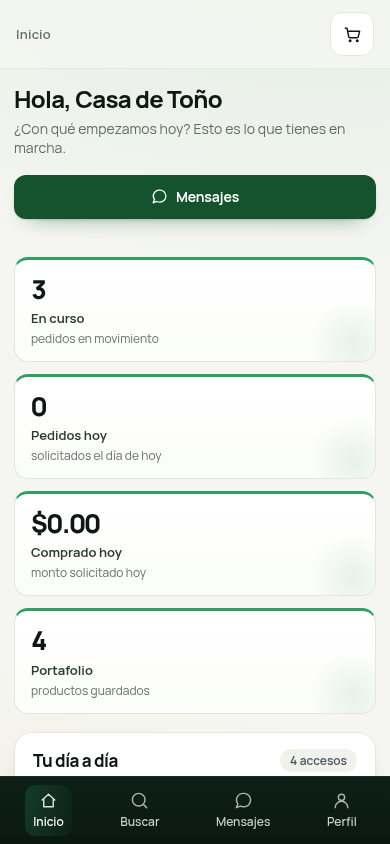 Inicio
Hola, Casa de Toño
¿Con qué empezamos hoy? Esto es lo que tienes en
marcha.
Mensajes
3
En curso
pedidos en movimiento
0
Pedidos hoy
solicitados el día de hoy
$0.00
Comprado hoy
monto solicitado hoy
4
Portafolio
productos guardados
Tu día a día
4 accesos
Inicio
Buscar
Mensajes
Perfil